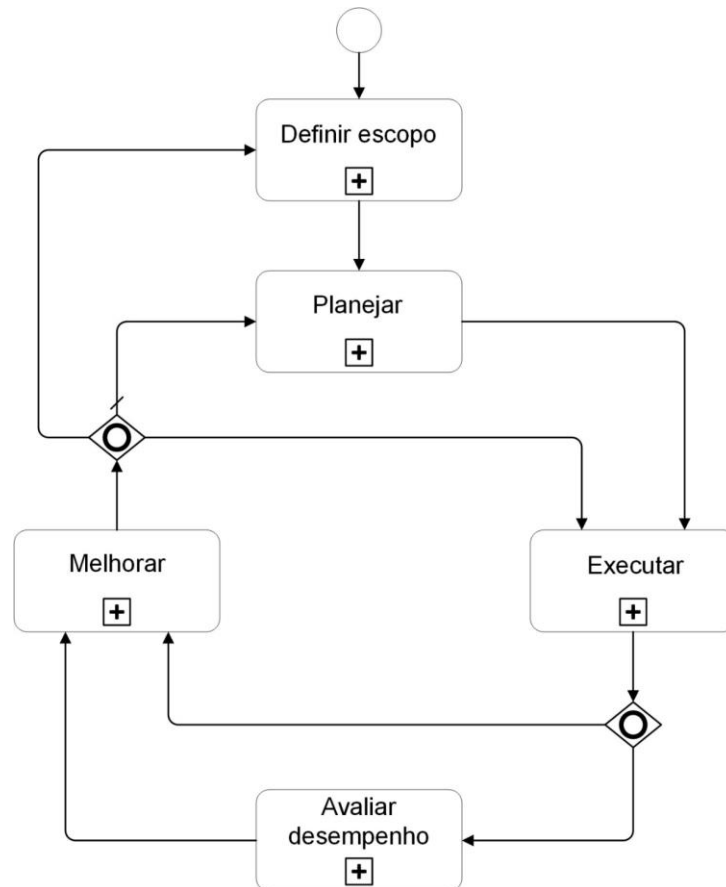 Definir escopo
Planejar
Melhorar
Executar
Avaliar
desempenho